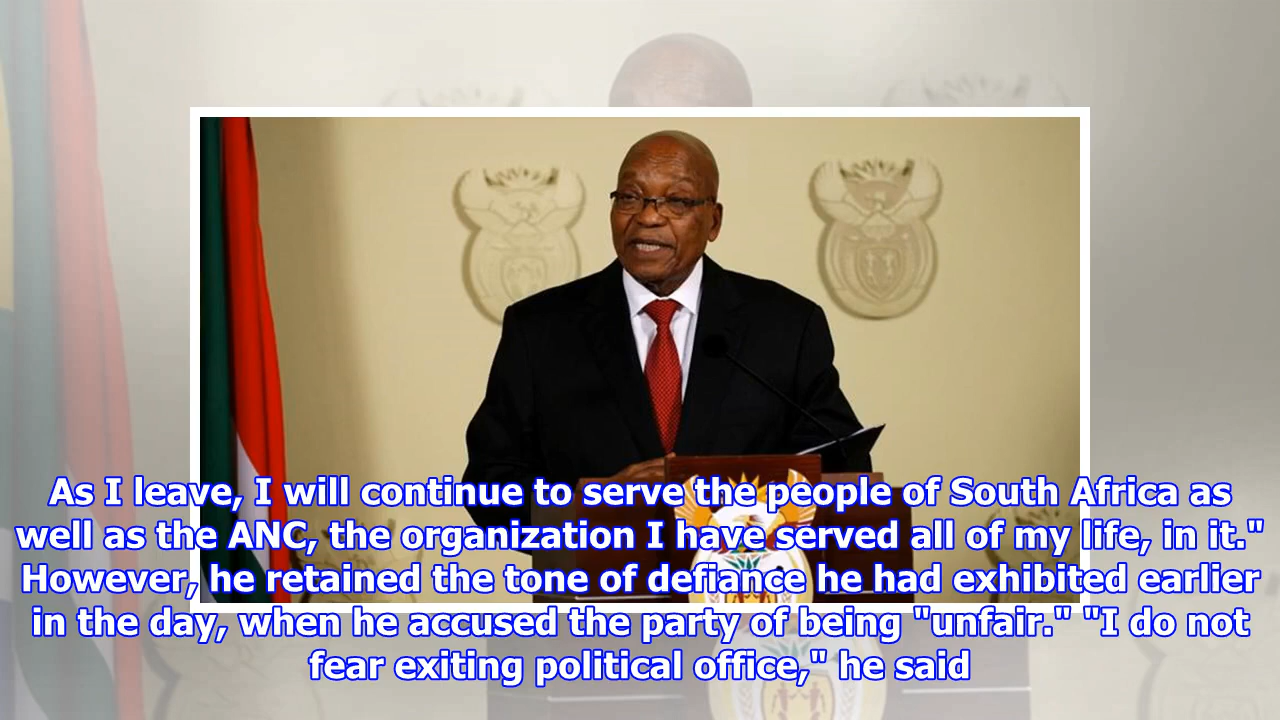 As I leave, I will continue to serve the people of South Africa as
well as the ANC, the organization I have served all of my life, in it."
However, he retained the tone of defiance he had exhibited earlier
in the day, when he accused the party of being "unfair." "I do not
fear exiting political office," he said